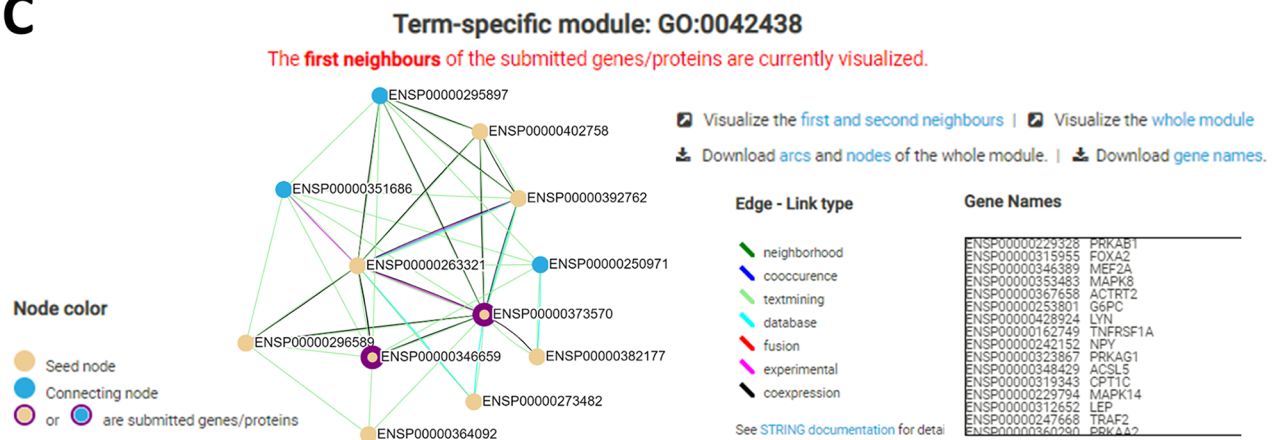 C
Term-specific module: GO:0042438
The first neighbours of the submitted genes/proteins are currently visualized.
ENSP00000295897
ENSP00000402758
ENSP00000351686
ENSP00000392762
ENSP00000263321
ENSP00000250971
ENSP00000373570
ENSP00000296589
ENSP00000346659
ENSP00000382177
ENSP00000273482
ENSP00000364092
Node color
Seed node
Connecting node
or are submitted genes/proteins
Visualize the first and second neighbours | Visualize the whole module
Download arcs and nodes of the whole module. | Download gene names.
Edge - Link type
neighborhood
cooccurence
textmining
database
fusion
experimental
coexpression
See STRING documentation for detai
Gene Names
ENSP00000229328 PRKAB1
ENSP00000315955 FOXA2
ENSP00000346389 MEF2A
ENSP00000353483 MAPK8
ENSP00000367658 ACTRT2
ENSP00000253801 G6PC
ENSP00000428924 LYN
ENSP00000162749 TNFRSF1A
ENSP00000242152 NPY
ENSP00000323867 PRKAG1
ENSP00000348429 ACSL5
ENSP00000319343 CPT1C
ENSP00000229794 MAPK14
ENSP00000312652 LEP
ENSP00000247668 TRAF2
ENSP00000360290 PRKAA2